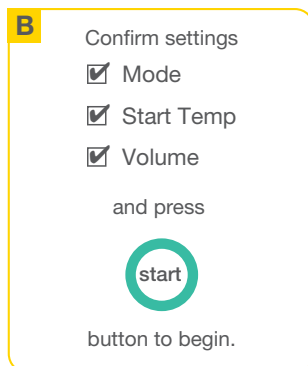 B
Confirm settings
Mode
Start Temp
Volume
and press
start
button to begin.